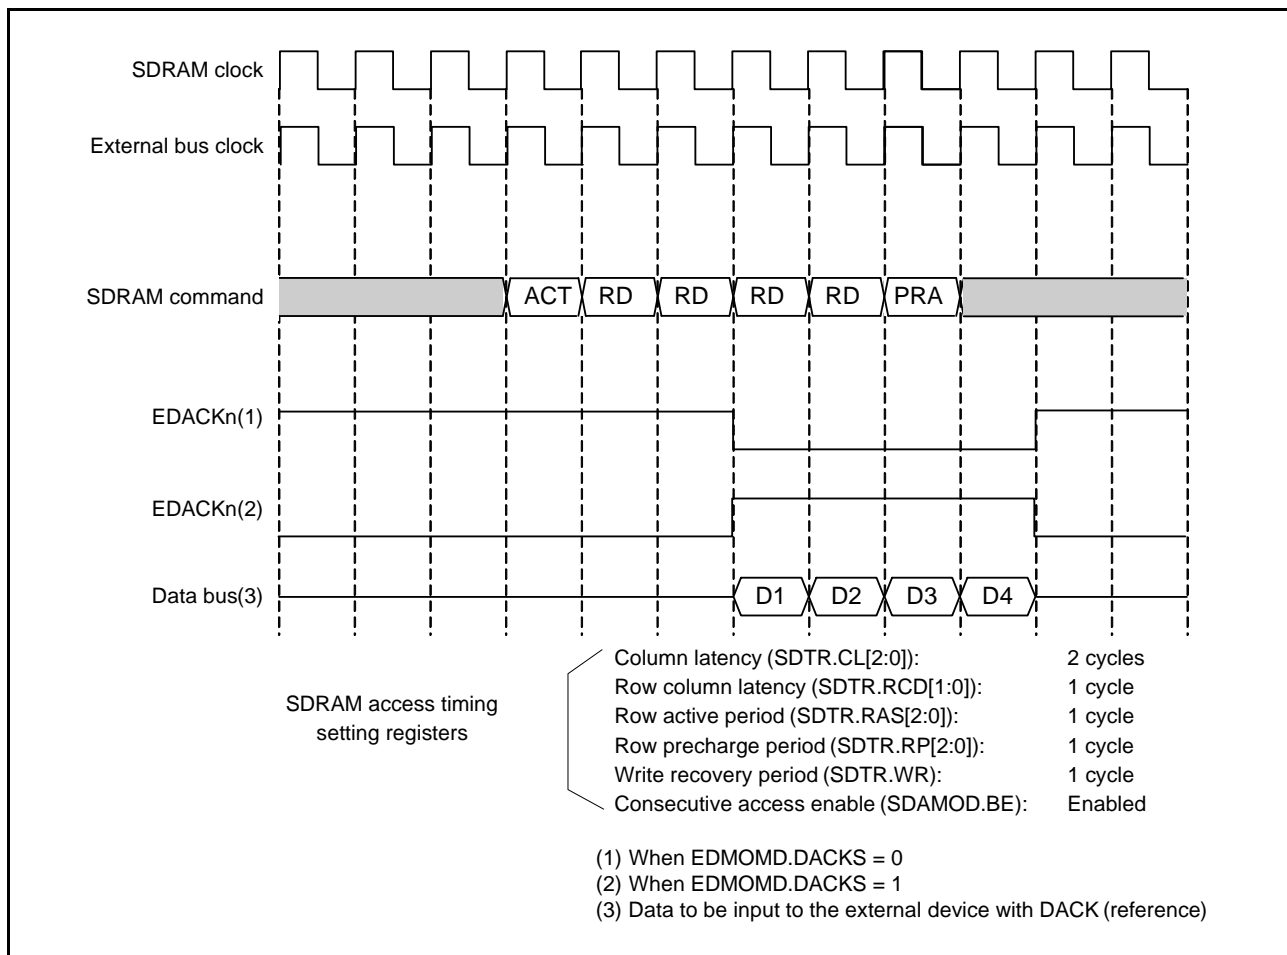 SDRAM clock
External bus clock
SDRAM command ACT RD RD RD RD PRA
EDACKn(1)
EDACKn(2)
Data bus(3) D1 D2 D3 D4
SDRAM access timing
setting registers
Column latency (SDTR.CL[2:0]): 2 cycles
Row column latency (SDTR.RCD[1:0]): 1 cycle
Row active period (SDTR.RAS[2:0]): 1 cycle
Row precharge period (SDTR.RP[2:0]): 1 cycle
Write recovery period (SDTR.WR): 1 cycle
Consecutive access enable (SDAMOD.BE): Enabled
(1) When EDMOMD.DACKS = 0
(2) When EDMOMD.DACKS = 1
(3) Data to be input to the external device with DACK (reference)